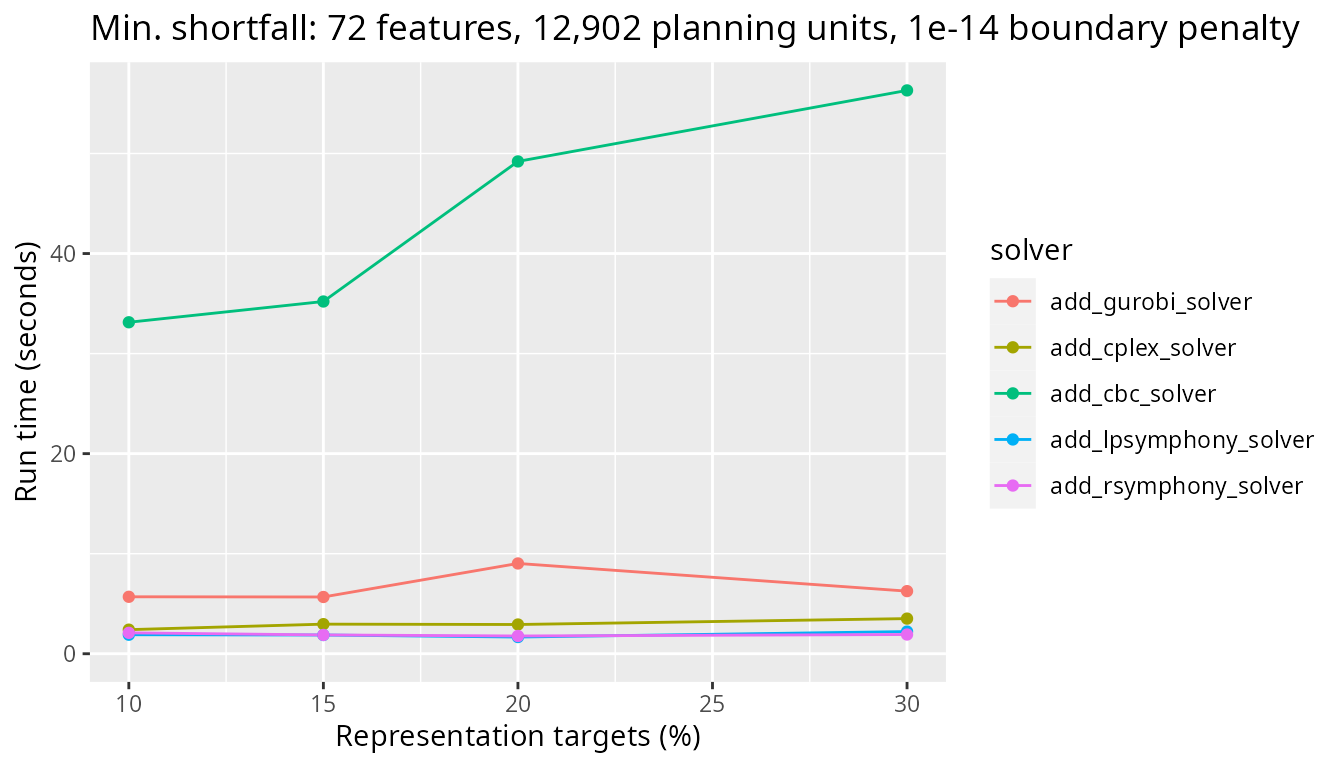 Min. shortfall: 72 features, 12,902 planning units, 1e-14 boundary penalty
Run time (seconds)
40
20
0
10 15 20 25 30
Representation targets (%)
solver
add_gurobi_solver
add_cplex_solver
add_cbc_solver
add_lpsymphony_solver
add_rsymphony_solver